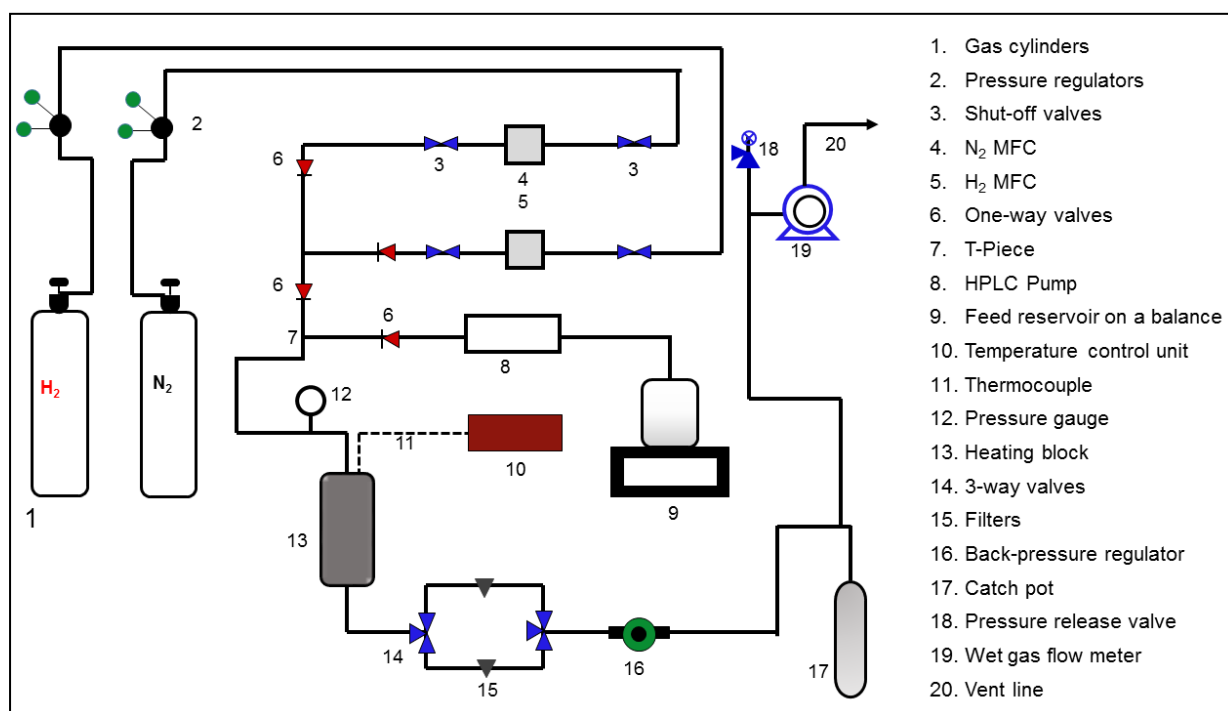 1. Gas cylinders
2. Pressure regulators
3. Shut-off valves
4. N₂ MFC
5. H₂ MFC
6. One-way valves
7. T-Piece
8. HPLC Pump
9. Feed reservoir on a balance
10. Temperature control unit
11. Thermocouple
12. Pressure gauge
13. Heating block
14. 3-way valves
15. Filters
16. Back-pressure regulator
17. Catch pot
18. Pressure release valve
19. Wet gas flow meter
20. Vent line
2
6
3
4
5
3
18
20
19
6
7
6
8
12
11
10
9
H₂
N₂
1
13
14
15
16
17